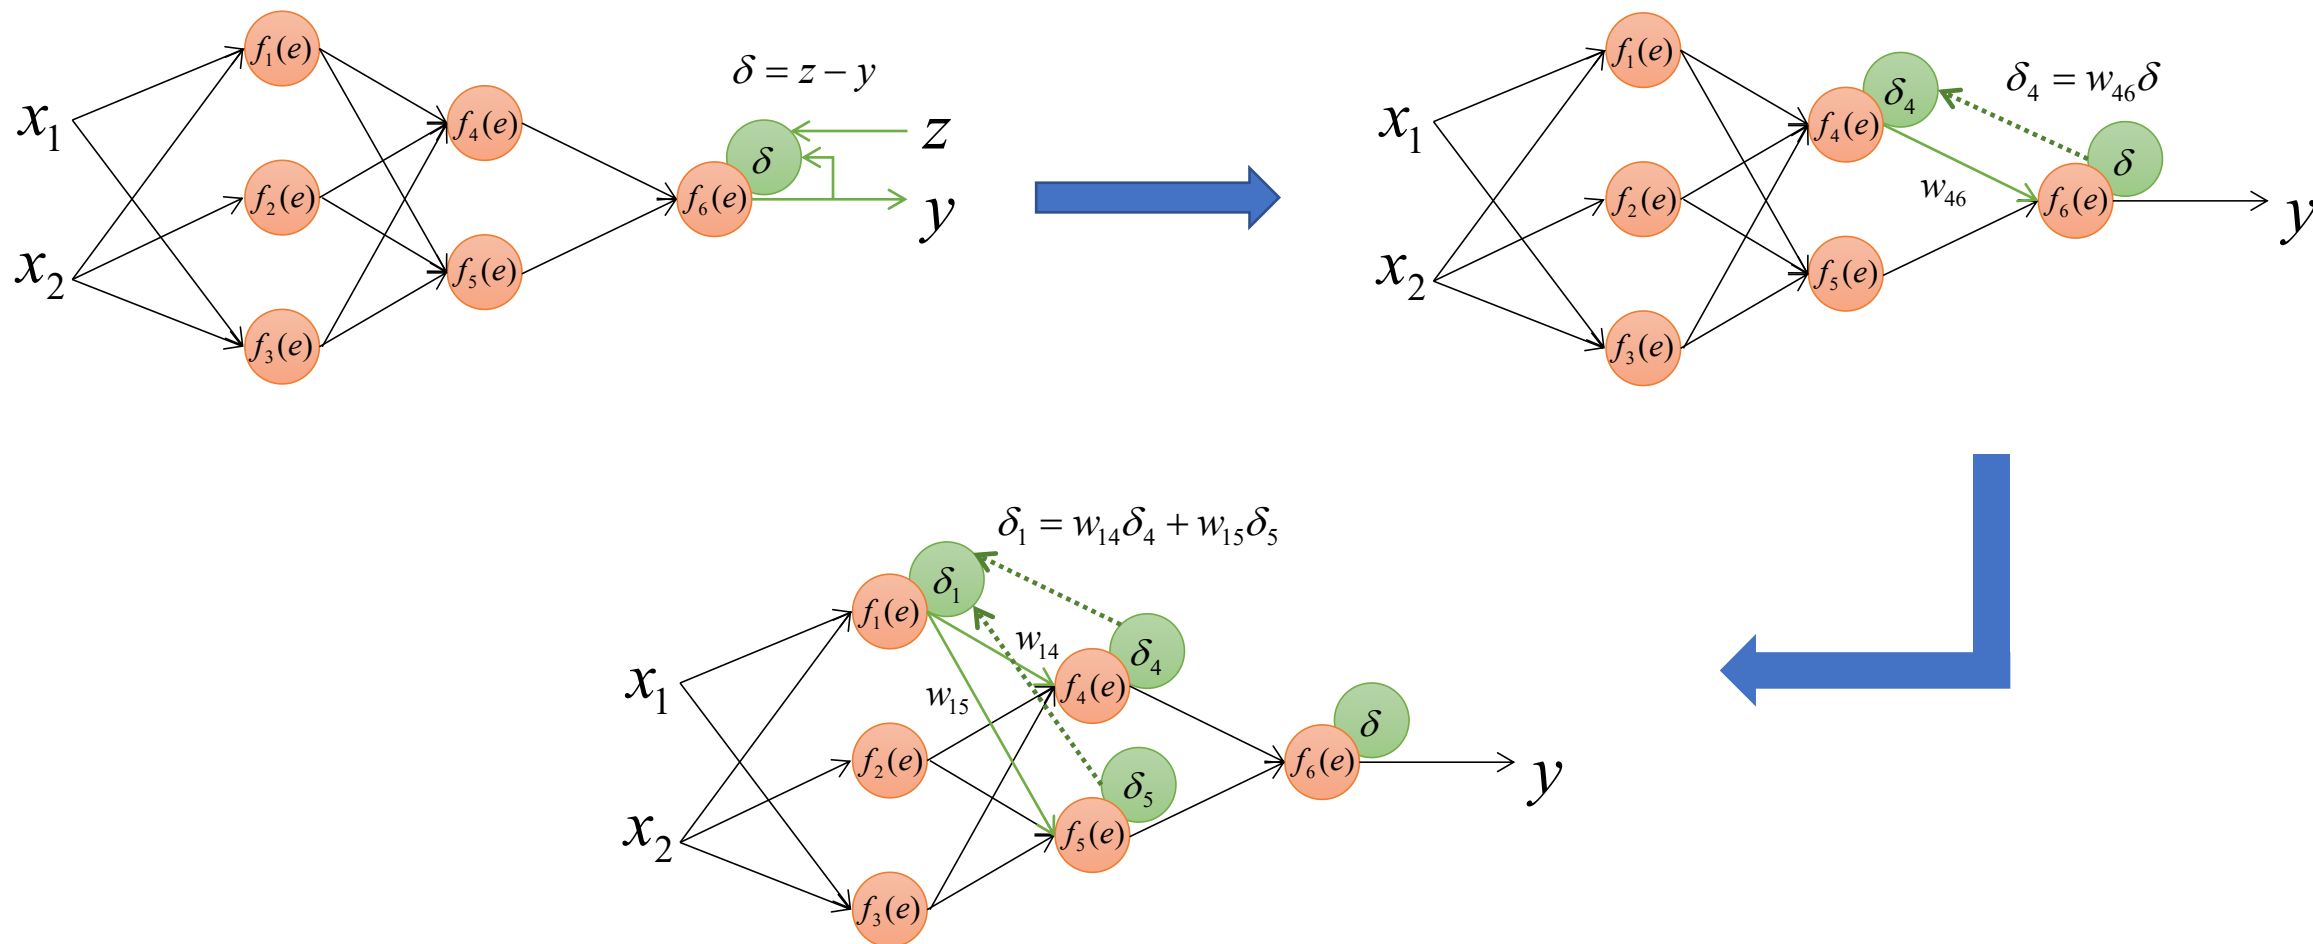 f₁(e)
δ = z − y
x₁
f₄(e)
z
δ
f₂(e)
f₆(e)
y
x₂
f₅(e)
f₃(e)
f₁(e)
δ₄ = w₄₆δ
δ₄
x₁
f₄(e)
δ
w₄₆
f₂(e)
f₆(e)
y
x₂
f₅(e)
f₃(e)
δ₁ = w₁₄δ₄ + w₁₅δ₅
δ₁
f₁(e)
w₁₄
δ₄
x₁
w₁₅
f₄(e)
δ
f₂(e)
f₆(e)
y
δ₅
x₂
f₅(e)
f₃(e)